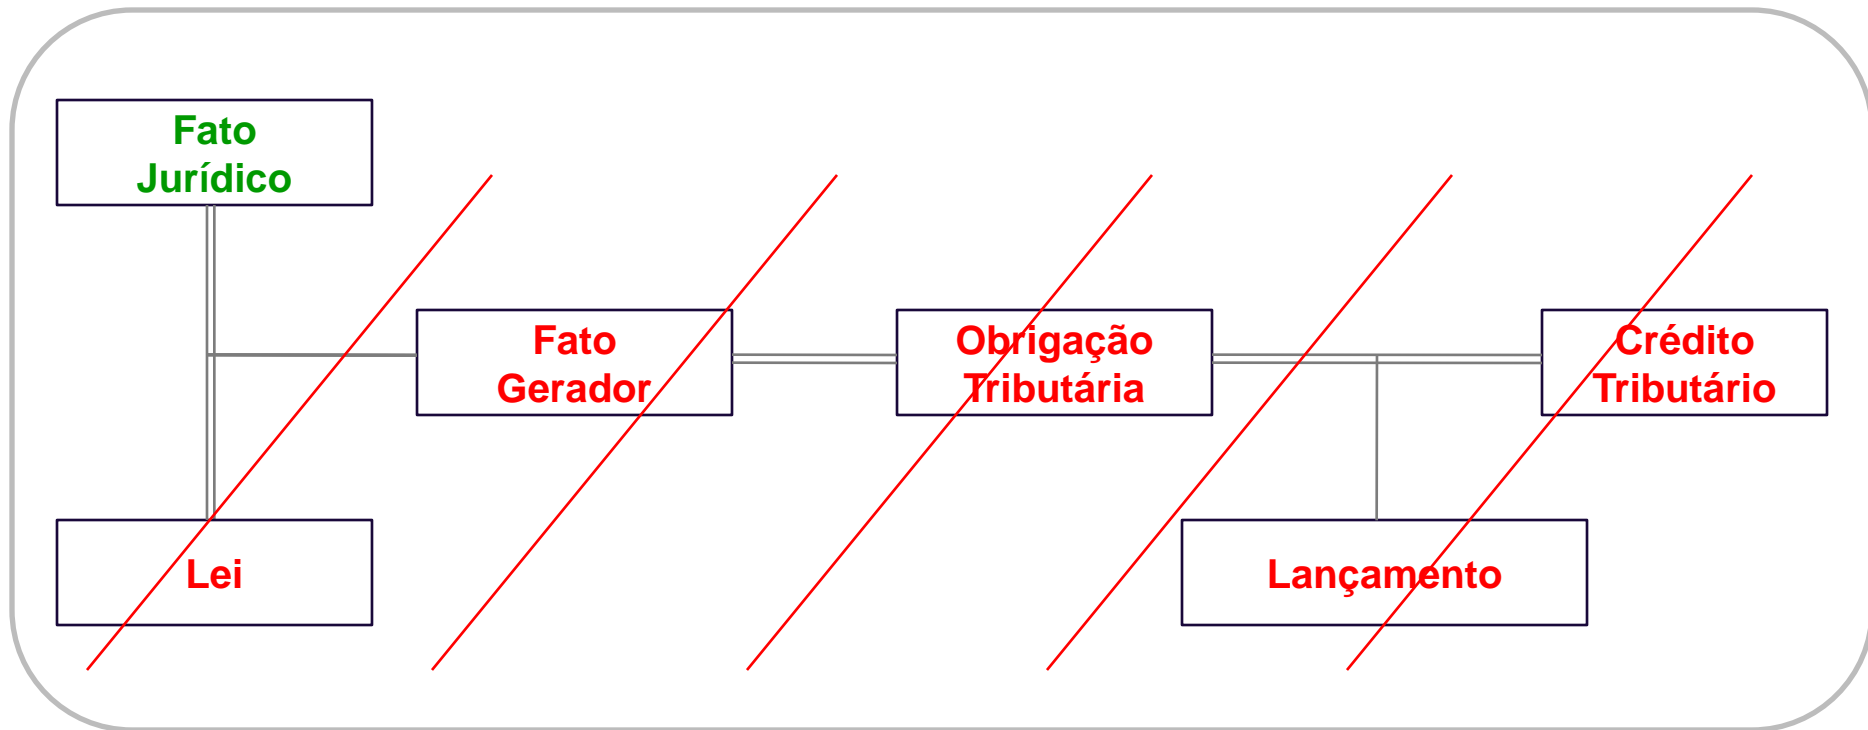 Fato
Jurídico
Fato
Gerador
Obrigação
Tributária
Crédito
Tributário
Lei
Lançamento